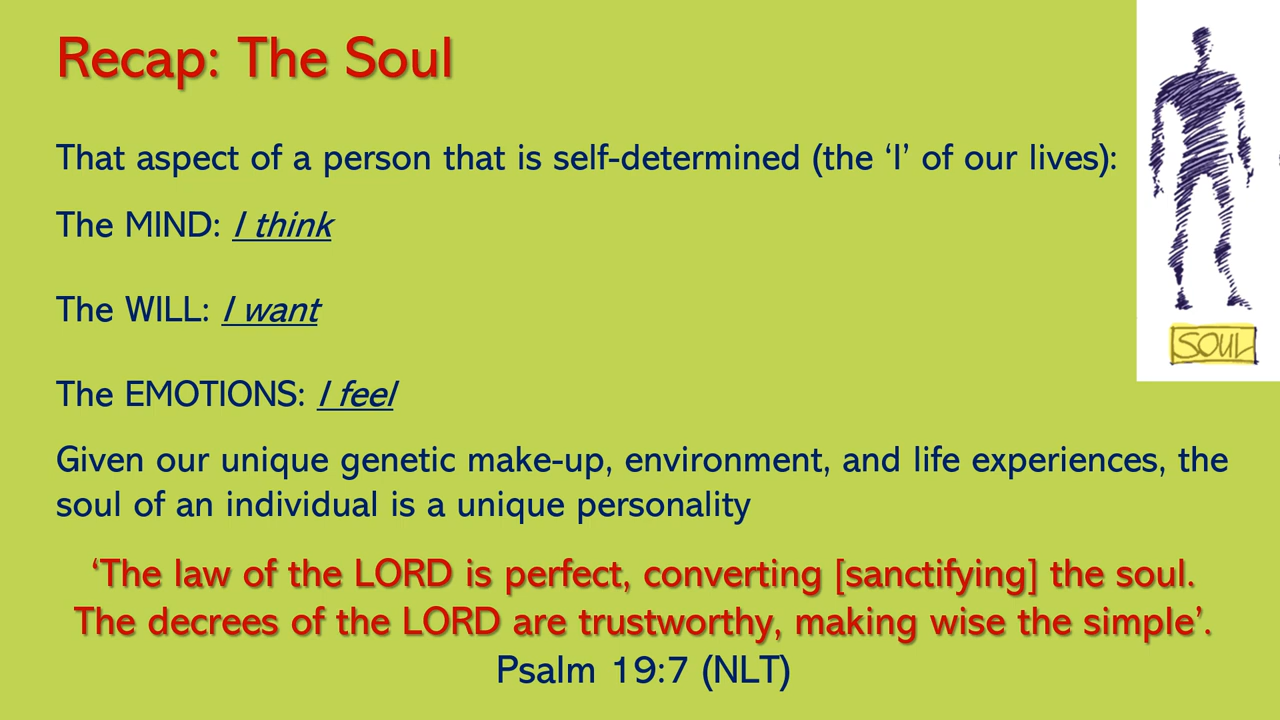 Recap: The Soul
That aspect of a person that is self-determined (the ‘I’ of our lives):
The MIND: I think
The WILL: I want
The EMOTIONS: I feel
SOUL
Given our unique genetic make-up, environment, and life experiences, the
soul of an individual is a unique personality
‘The law of the LORD is perfect, converting [sanctifying] the soul.
The decrees of the LORD are trustworthy, making wise the simple’.
Psalm 19:7 (NLT)